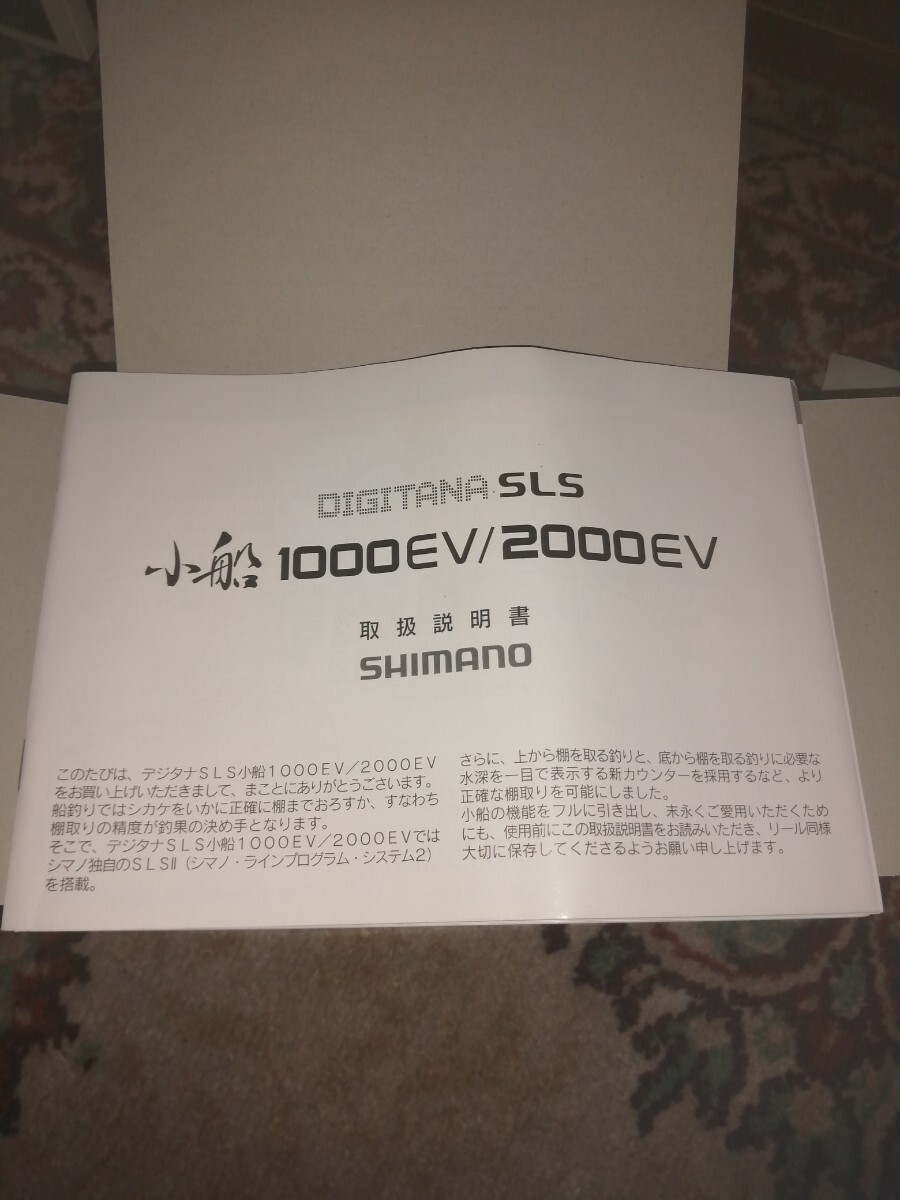 DIGITANA SLS
小船 1000EV/2000EV
取扱説明書
SHIMANO
このたびは、デジタナSLS小船1000EV/2000EV
をお買い上げいただきまして、まことにありがとうございます。
船釣りではシカケをいかに正確に棚までおろすか、すなわち
棚取りの精度が釣果の決め手となります。
そこで、デジタナSLS小船1000EV/2000EVでは
シマノ独自のSLSⅡ（シマノ・ラインプログラム・システム2）
を搭載。
さらに、上から棚を取る釣りと、底から棚を取る釣りに必要な
水深を一目で表示する新カウンターを採用するなど、より
正確な棚取りを可能にしました。
小船の機能をフルに引き出し、末永くご愛用いただくため
にも、使用前にこの取扱説明書をお読みいただき、リール同様
大切に保存してくださるようお願い申し上げます。